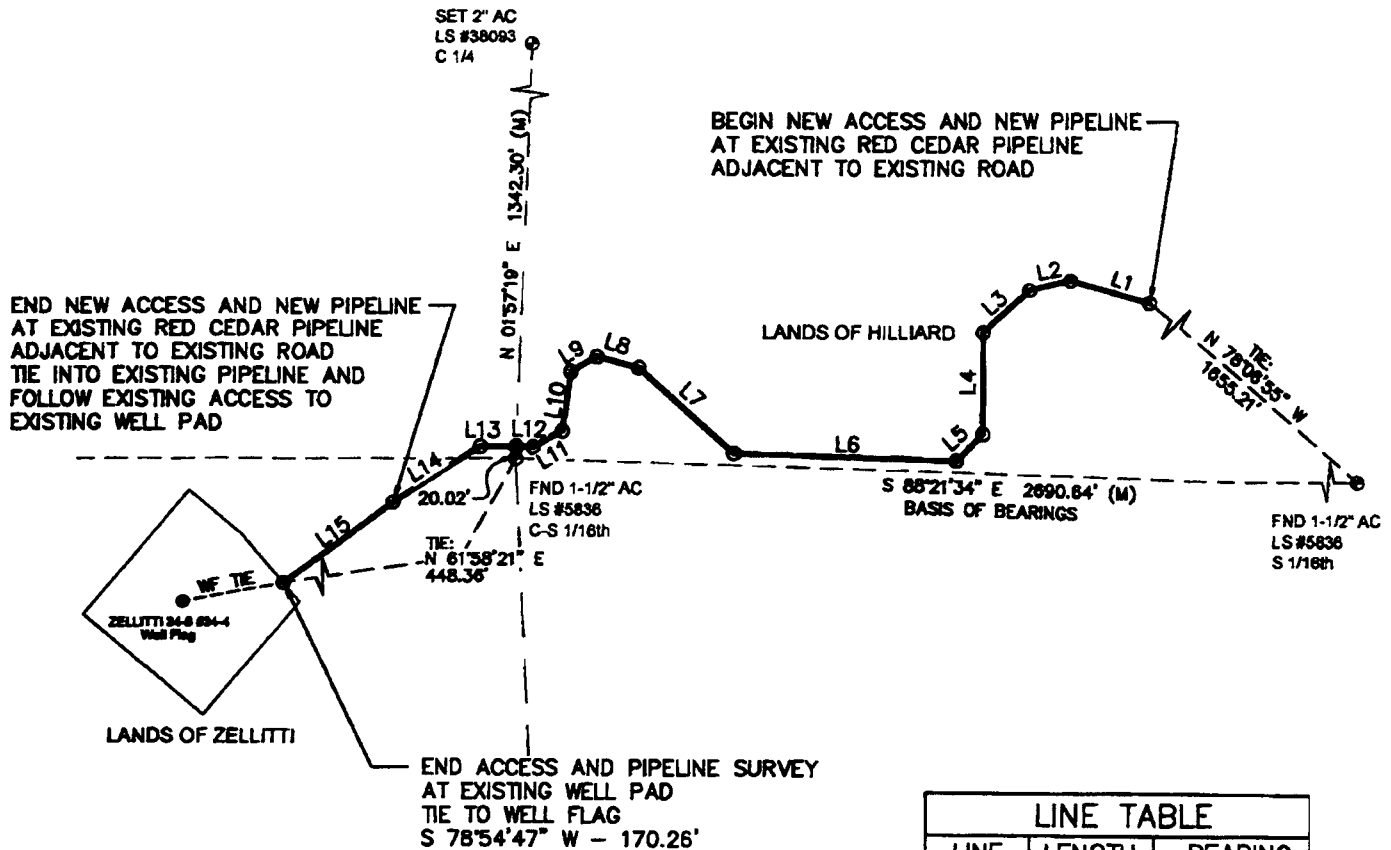 SET 2" AC
LS #38093
C 1/4
N 01°57'19" E 1342.30' (M)
BEGIN NEW ACCESS AND NEW PIPELINE
AT EXISTING RED CEDAR PIPELINE
ADJACENT TO EXISTING ROAD
END NEW ACCESS AND NEW PIPELINE
AT EXISTING RED CEDAR PIPELINE
ADJACENT TO EXISTING ROAD
TIE INTO EXISTING PIPELINE AND
FOLLOW EXISTING ACCESS TO
EXISTING WELL PAD
LANDS OF HILLIARD
L1
L2
L3
L4
L5
L6
L7
L8
L9
L10
L11
L12
L13
L14
L15
TIE:
N 78°06'55" W
1655.21'
20.02'
FND 1-1/2" AC
LS #5836
C-S 1/16th
S 88°21'34" E 2690.64' (M)
BASIS OF BEARINGS
FND 1-1/2" AC
LS #5836
S 1/16th
TIE:
N 61°58'21" E
448.36'
WF TIE
ZELLITTI 34-8
Well Flag
LANDS OF ZELLITTI
END ACCESS AND PIPELINE SURVEY
AT EXISTING WELL PAD
TIE TO WELL FLAG
S 78°54'47" W - 170.26'
LINE TABLE
LINE LENGTH BEARING